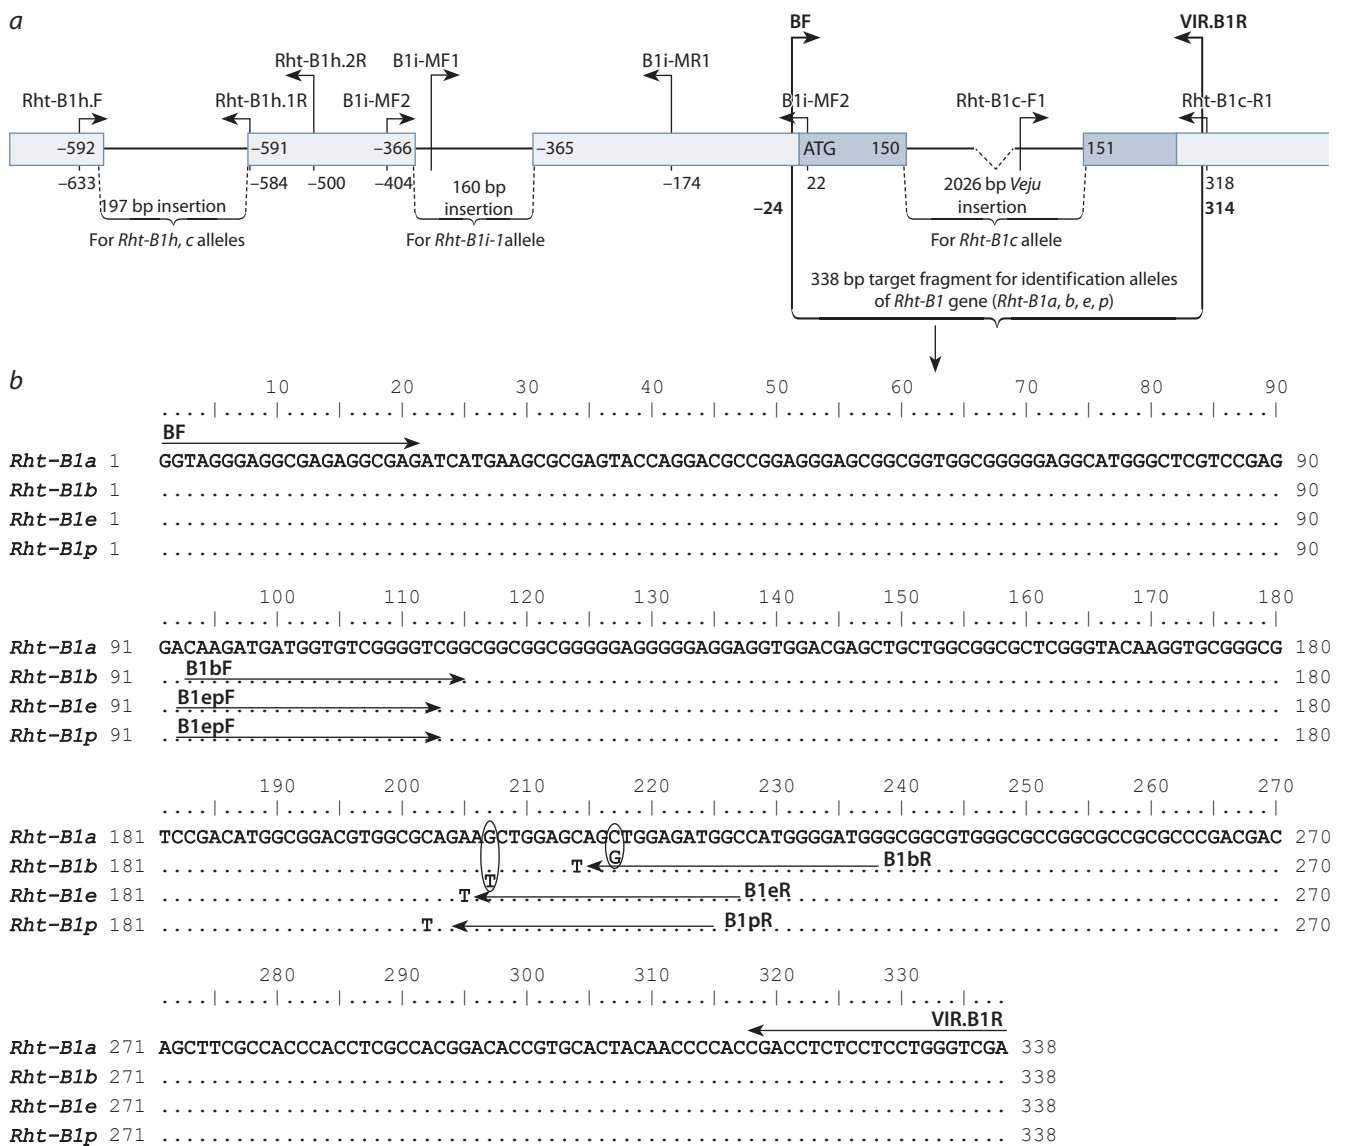 a
BF VIR.B1R
Rht-B1h.2R B1i-MF1 B1i-MR1
Rht-B1h.F Rht-B1h.1R B1i-MF2 B1i-MF2 Rht-B1c-F1 Rht-B1c-R1
–592 –591 –366 –365 ATG 150 151
–633 –584 –500 –404 –174 22 318
197 bp insertion
160 bp
insertion
2026 bp Veju
insertion
–24 314
For Rht-B1h, c alleles For Rht-B1i-1allele For Rht-B1c allele
338 bp target fragment for identification alleles
of Rht-B1 gene (Rht-B1a, b, e, p)
b
10 20 30 40 50 60 70 80 90
BF
Rht-B1a 1 GGTAGGGAGGCGAGAGGCGAGATCATGAAGCGCGAGTACCAGGACGCCGGAGGGAGCGGCGGTGGCGGGGGAGGCATGGGCTCGTCCGAG 90
Rht-B1b 1 90
Rht-B1e 1 90
Rht-B1p 1 90
100 110 120 130 140 150 160 170 180
Rht-B1a 91 GACAAGATGATGGTGTCGGGGTCGGCGGCGGCGGGGGAGGGGGAGGAGGTGGACGAGCTGCTGGCGGCGCTCGGGTACAAGGTGCGGGCG 180
Rht-B1b 91 B1bF 180
Rht-B1e 91 B1epF 180
Rht-B1p 91 B1epF 180
190 200 210 220 230 240 250 260 270
Rht-B1a 181 TCCGACATGGCGGACGTGGCGCAGAAGCTGGAGCAGCTGGAGATGGCCATGGGGATGGGCGGCGTGGGCGCCGGCGCCGCGCCCGACGAC 270
Rht-B1b 181 T G B1bR 270
Rht-B1e 181 T T B1eR 270
Rht-B1p 181 T B1pR 270
280 290 300 310 320 330
VIR.B1R
Rht-B1a 271 AGCTTCGCCACCCACCTCGCCACGGACACCGTGCACTACAACCCCACCGACCTCTCCTCCTGGGTCGA 338
Rht-B1b 271 338
Rht-B1e 271 338
Rht-B1p 271 338